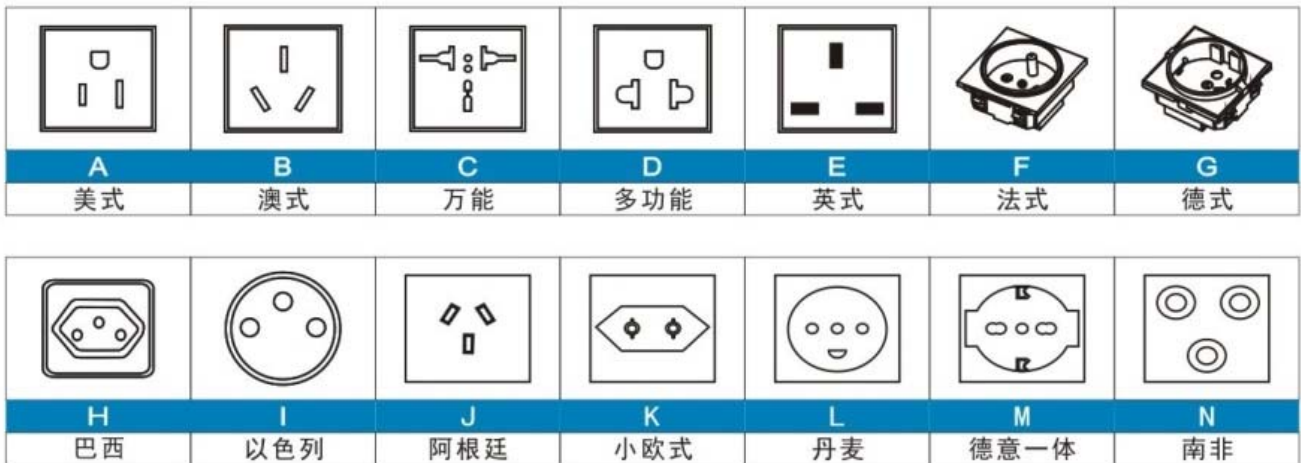 A B C D E F G
美式 澳式 万能 多功能 英式 法式 德式
H I J K L M N
巴西 以色列 阿根廷 小欧式 丹麦 德意一体 南非